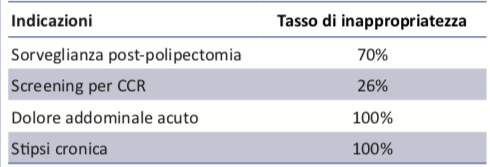 Indicazioni Tasso di inappropriatezza
Sorveglianza post-polipectomia 70%
Screening per CCR 26%
Dolore addominale acuto 100%
Stipsi cronica 100%